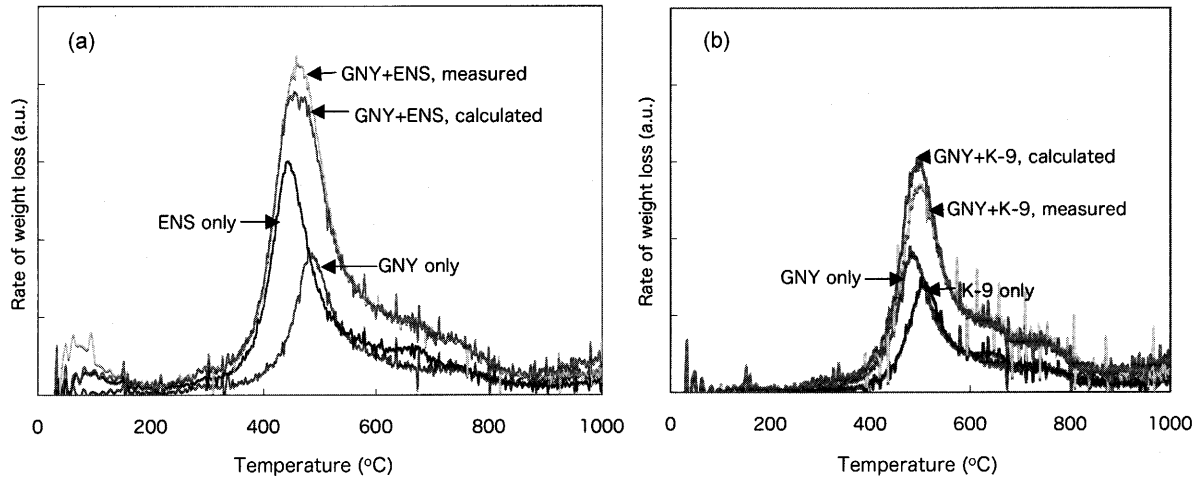 (a)
GNY+ENS, measured
GNY+ENS, calculated
ENS only
GNY only
Rate of weight loss (a.u.)
0 200 400 600 800 1000
Temperature (°C)
(b)
GNY+K-9, calculated
GNY+K-9, measured
GNY only
K-9 only
Rate of weight loss (a.u.)
0 200 400 600 800 1000
Temperature (°C)